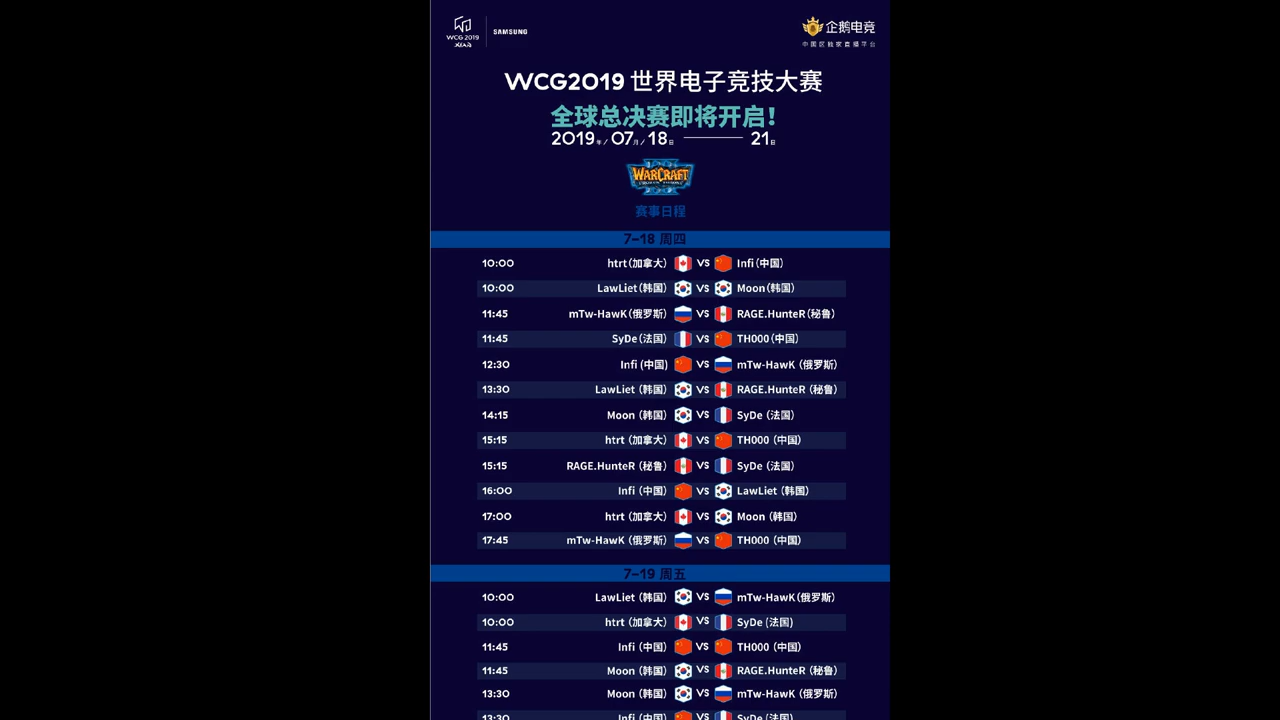 WCG 2019
XI'AN
SAMSUNG
企鹅电竞
中国区独家直播平台
WCG2019 世界电子竞技大赛
全球总决赛即将开启!
2019年/07月/18日 —— 21日
WARCRAFT III
赛事日程
7-18 周四
10:00 htrt(加拿大) VS Infi(中国)
10:00 LawLiet(韩国) VS Moon(韩国)
11:45 mTw-HawK(俄罗斯) VS RAGE.HunteR(秘鲁)
11:45 SyDe(法国) VS TH000(中国)
12:30 Infi (中国) VS mTw-HawK (俄罗斯)
13:30 LawLiet (韩国) VS RAGE.HunteR (秘鲁)
14:15 Moon (韩国) VS SyDe (法国)
15:15 htrt (加拿大) VS TH000 (中国)
15:15 RAGE.HunteR (秘鲁) VS SyDe (法国)
16:00 Infi (中国) VS LawLiet (韩国)
17:00 htrt (加拿大) VS Moon (韩国)
17:45 mTw-HawK (俄罗斯) VS TH000 (中国)
7-19 周五
10:00 LawLiet (韩国) VS mTw-HawK(俄罗斯)
10:00 htrt (加拿大) VS SyDe (法国)
11:45 Infi (中国) VS TH000 (中国)
11:45 Moon (韩国) VS RAGE.HunteR (秘鲁)
13:30 Moon (韩国) VS mTw-HawK (俄罗斯)
13:30 Infi (中国) VS SyDe (法国)